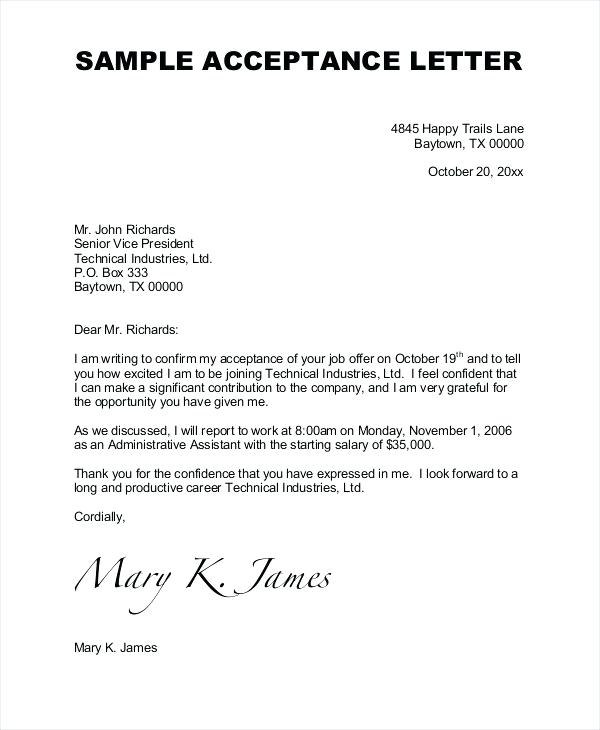 SAMPLE ACCEPTANCE LETTER
4845 Happy Trails Lane
Baytown, TX 00000
October 20, 20xx
Mr. John Richards
Senior Vice President
Technical Industries, Ltd.
P.O. Box 333
Baytown, TX 00000
Dear Mr. Richards:
I am writing to confirm my acceptance of your job offer on October 19th and to tell
you how excited I am to be joining Technical Industries, Ltd.  I feel confident that
I can make a significant contribution to the company, and I am very grateful for
the opportunity you have given me.
As we discussed, I will report to work at 8:00am on Monday, November 1, 2006
as an Administrative Assistant with the starting salary of $35,000.
Thank you for the confidence that you have expressed in me.  I look forward to a
long and productive career Technical Industries, Ltd.
Cordially,
Mary K. James
Mary K. James